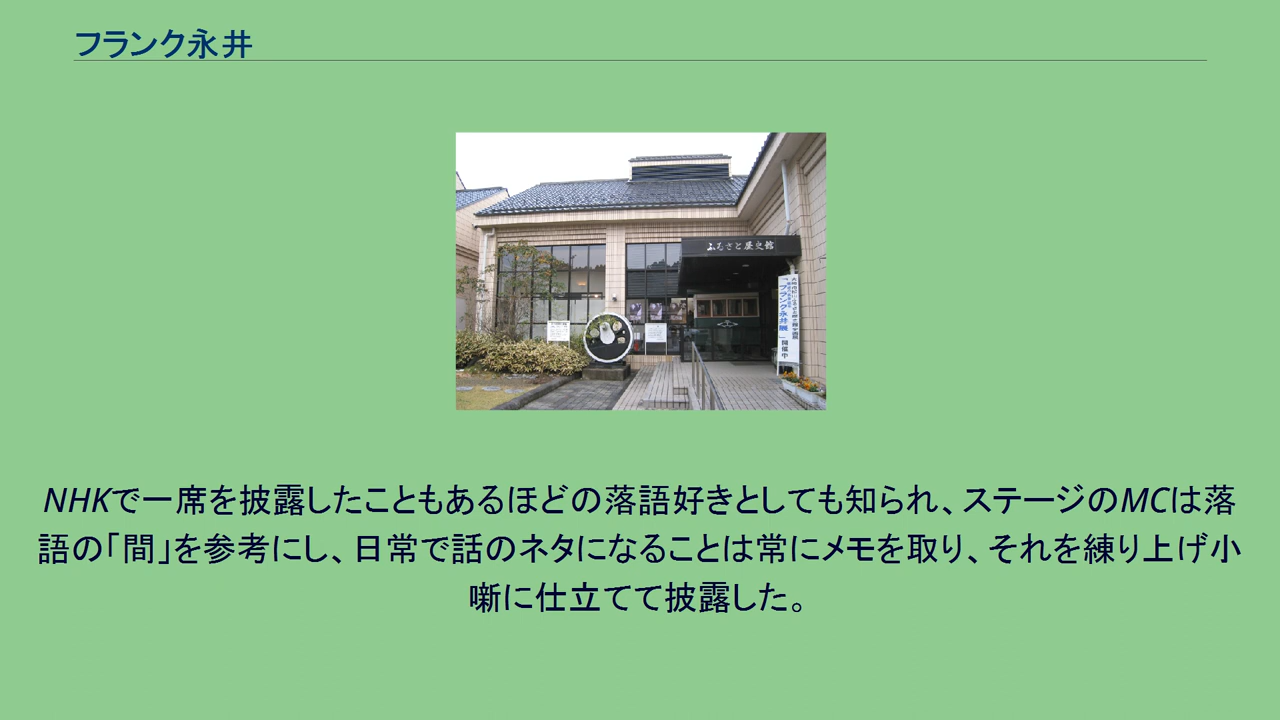 フランク永井
ふるさと歴史館
フランク永井展
開催中
NHKで一席を披露したこともあるほどの落語好きとしても知られ、ステージのMCは落
語の「間」を参考にし、日常で話のネタになることは常にメモを取り、それを練り上げ小
噺に仕立てて披露した。